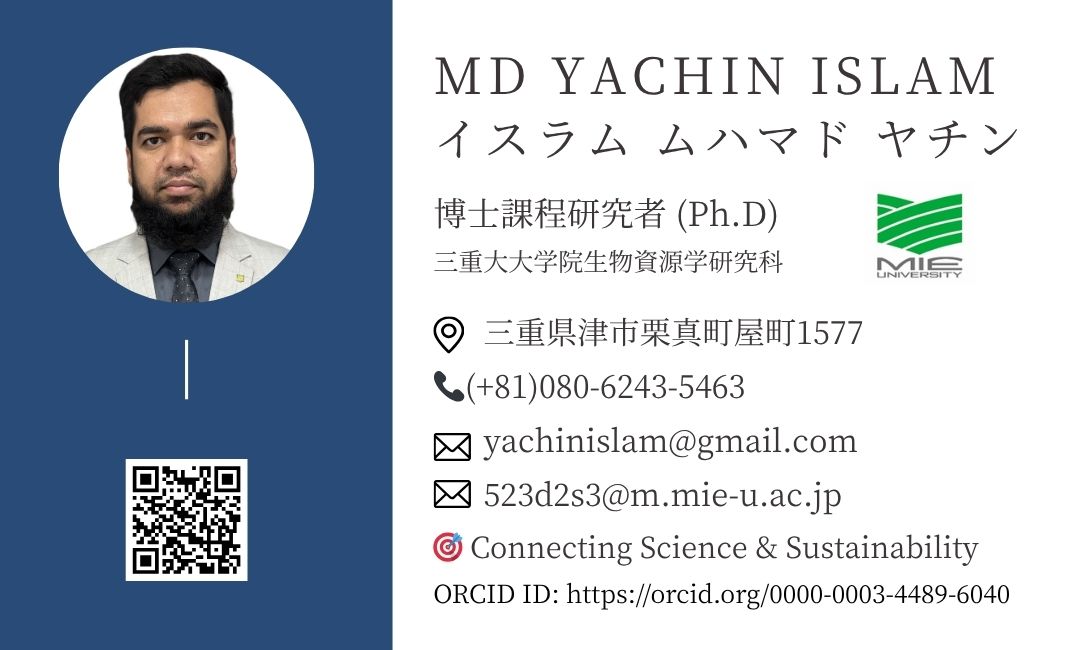 MD YACHIN ISLAM
イスラム ムハマド ヤチン
博士課程研究者 (Ph.D)
三重大大学院生物資源学研究科
MIE
UNIVERSITY
三重県津市栗真町屋町1577
(+81)080-6243-5463
yachinislam@gmail.com
523d2s3@m.mie-u.ac.jp
Connecting Science & Sustainability
ORCID ID: https://orcid.org/0000-0003-4489-6040